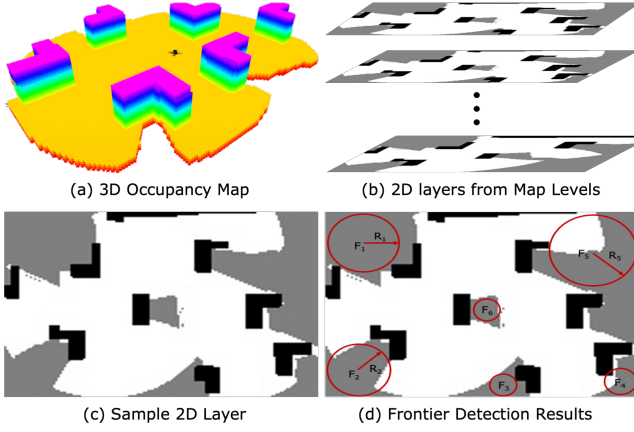 (a) 3D Occupancy Map
(b) 2D layers from Map Levels
F1 R1
F5 R5
F6
F2 R2
F3
F4
(c) Sample 2D Layer
(d) Frontier Detection Results